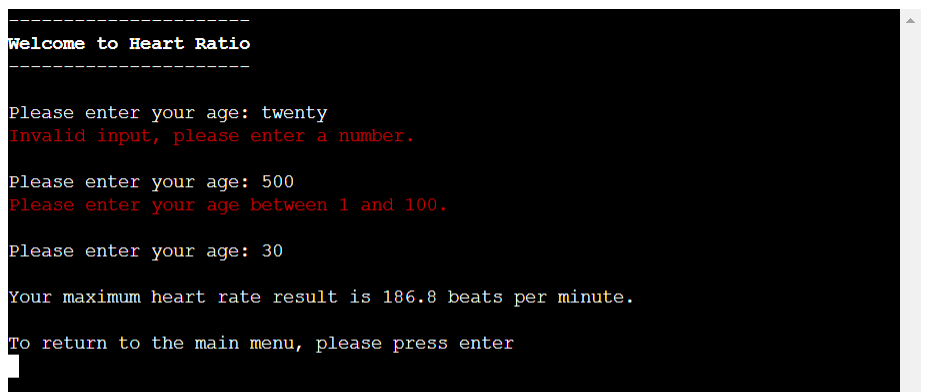 ----------------------
Welcome to Heart Ratio
----------------------
Please enter your age: twenty
Invalid input, please enter a number.
Please enter your age: 500
Please enter your age between 1 and 100.
Please enter your age: 30
Your maximum heart rate result is 186.8 beats per minute.
To return to the main menu, please press enter